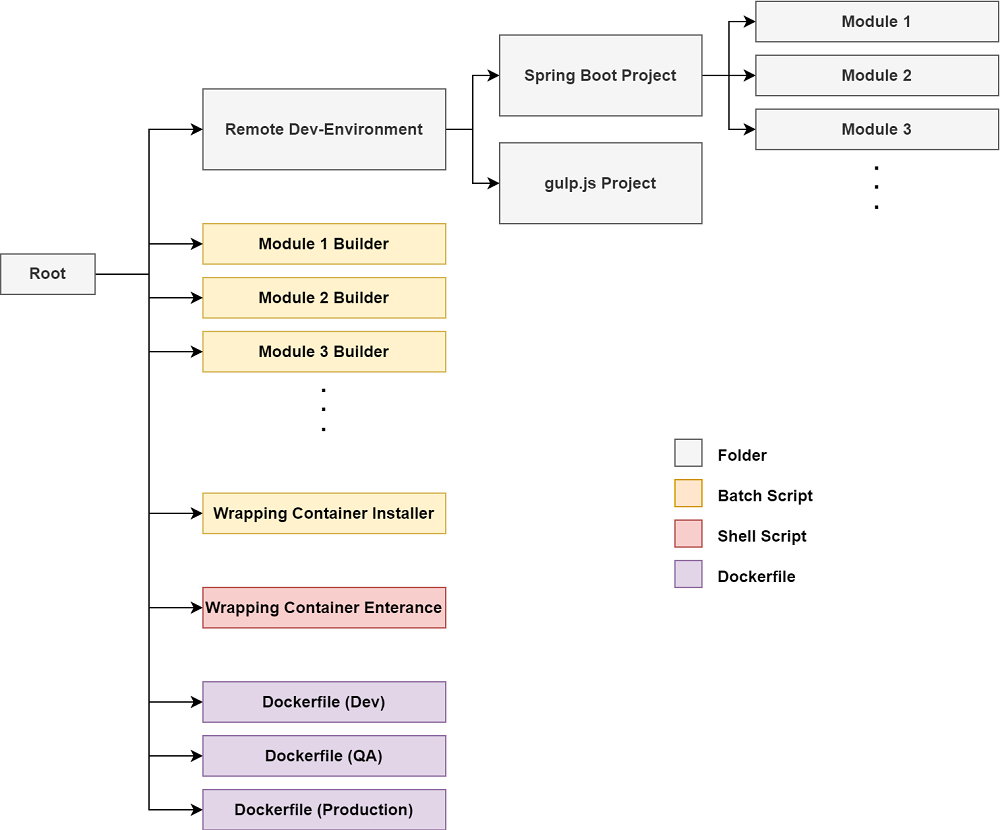 Module 1
Spring Boot Project
Module 2
Remote Dev-Environment
Module 3
gulp.js Project
Module 1 Builder
Root
Module 2 Builder
Module 3 Builder
Folder
Batch Script
Wrapping Container Installer
Shell Script
Dockerfile
Wrapping Container Enterance
Dockerfile (Dev)
Dockerfile (QA)
Dockerfile (Production)